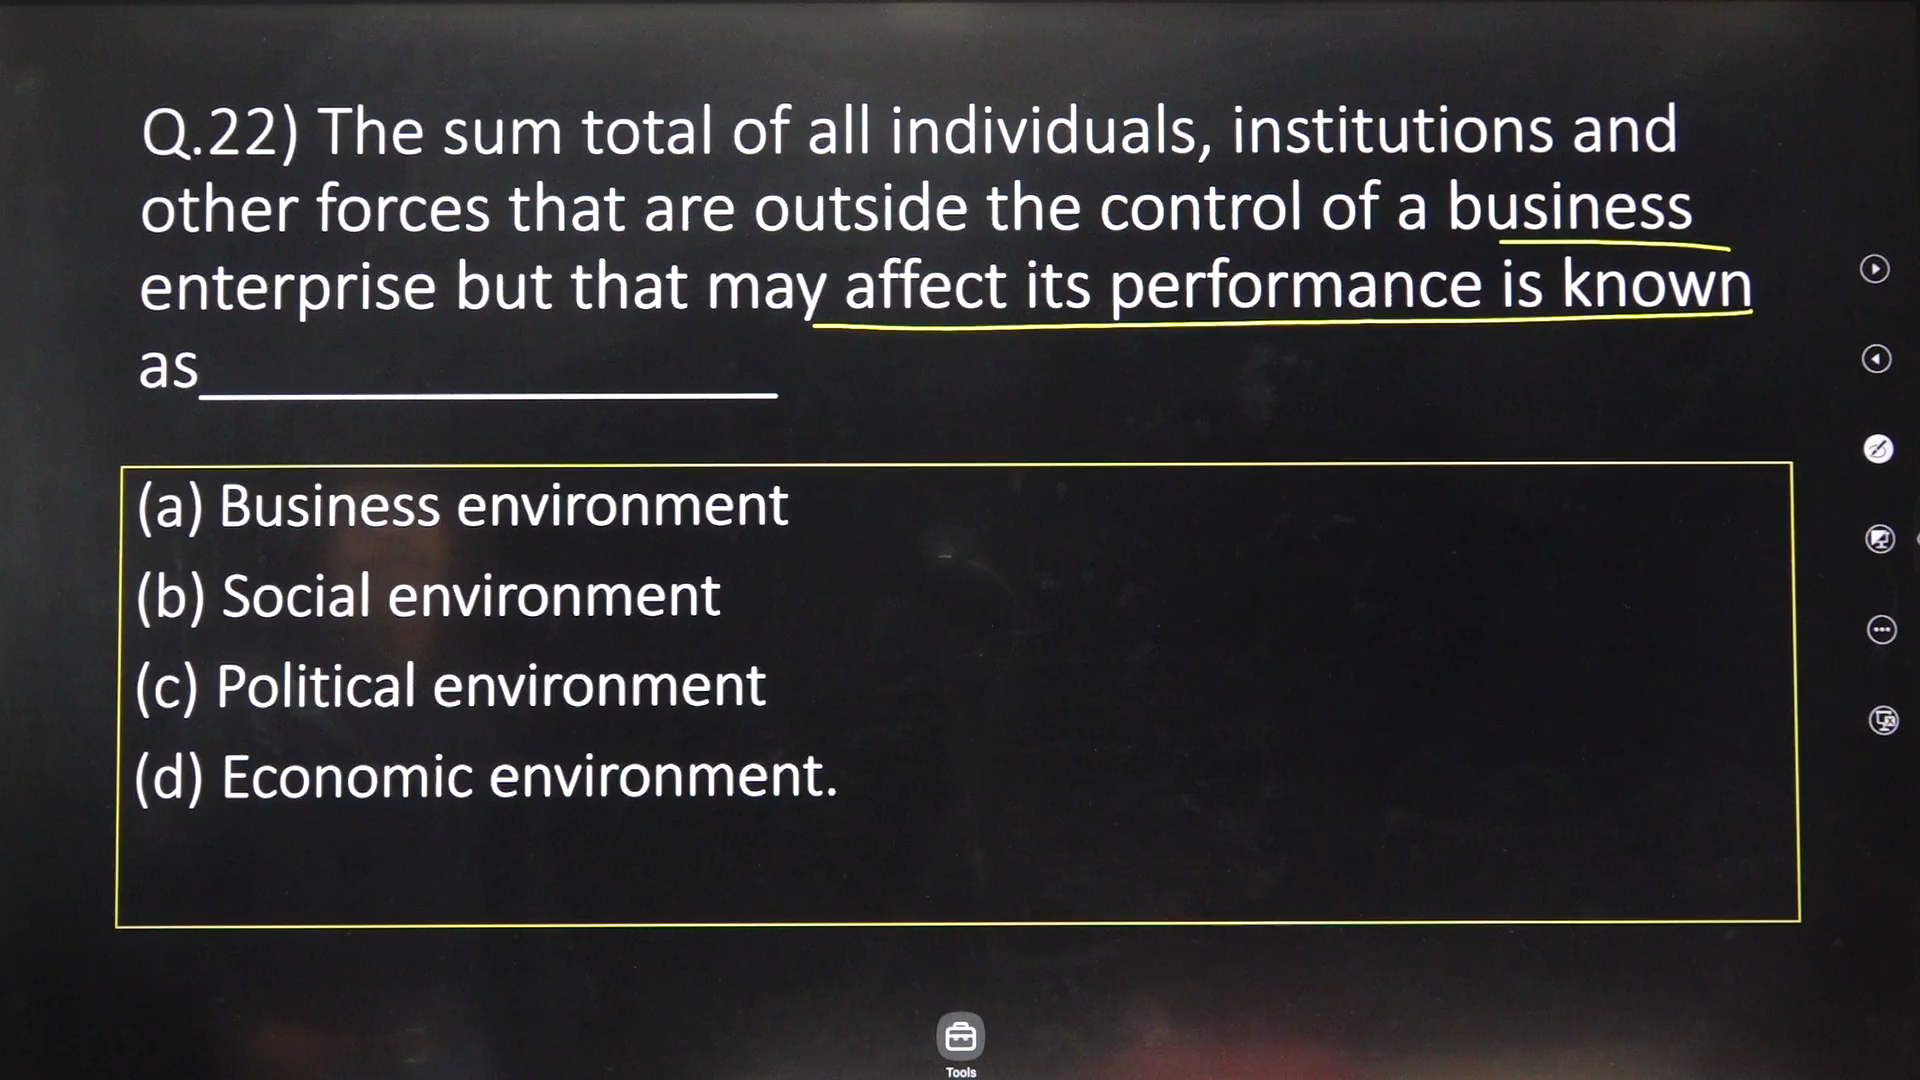 Q.22) The sum total of all individuals, institutions and
other forces that are outside the control of a business
enterprise but that may affect its performance is known
as
(a) Business environment
(b) Social environment
(c) Political environment
(d) Economic environment.
Tools